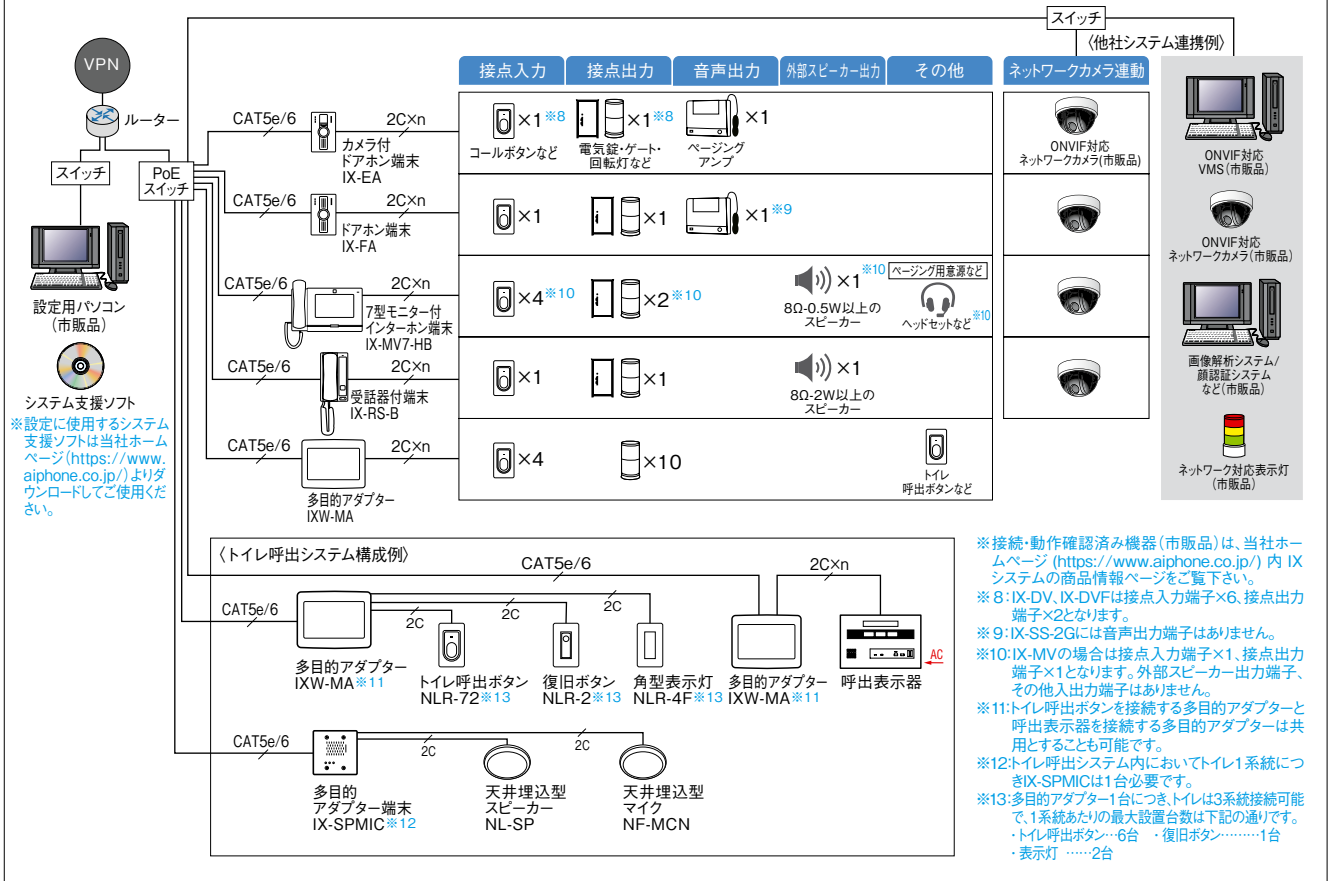 スイッチ
〈他社システム連携例〉
VPN
ルーター
スイッチ
PoE
スイッチ
設定用パソコン
(市販品)
システム支援ソフト
※設定に使用するシステム
支援ソフトは当社ホーム
ページ(https://www.
aiphone.co.jp/)よりダ
ウンロードしてご使用くだ
さい。
接点入力
接点出力
音声出力
外部スピーカー出力
その他
ネットワークカメラ連動
CAT5e/6
2C×n
カメラ付
ドアホン端末
IX-EA
×1※8
コールボタンなど
×1※8
電気錠・ゲート・
回転灯など
×1
ページング
アンプ
ONVIF対応
ネットワークカメラ(市販品)
CAT5e/6
2C×n
ドアホン端末
IX-FA
×1
×1
×1※9
CAT5e/6
2C×n
7型モニター付
インターホン端末
IX-MV7-HB
×4※10
×2※10
×1※10
8Ω-0.5W以上の
スピーカー
ページング用意源など
ヘッドセットなど※10
CAT5e/6
2C×n
受話器付端末
IX-RS-B
×1
×1
×1
8Ω-2W以上の
スピーカー
CAT5e/6
2C×n
多目的アダプター
IXW-MA
×4
×10
トイレ
呼出ボタンなど
ONVIF対応
VMS(市販品)
ONVIF対応
ネットワークカメラ(市販品)
画像解析システム/
顔認証システム
など(市販品)
ネットワーク対応表示灯
(市販品)
〈トイレ呼出システム構成例〉
CAT5e/6
2C×n
CAT5e/6
2C
2C
2C
多目的アダプター
IXW-MA※11
トイレ呼出ボタン
NLR-72※13
復旧ボタン
NLR-2※13
角型表示灯
NLR-4F※13
多目的アダプター
IXW-MA※11
呼出表示器
AC
CAT5e/6
2C
2C
多目的
アダプター端末
IX-SPMIC※12
天井埋込型
スピーカー
NL-SP
天井埋込型
マイク
NF-MCN
※接続・動作確認済み機器(市販品)は、当社ホー
ムページ (https://www.aiphone.co.jp/) 内 IX
システムの商品情報ページをご覧下さい。
※8:IX-DV、IX-DVFは接点入力端子×6、接点出力
端子×2となります。
※9:IX-SS-2Gには音声出力端子はありません。
※10:IX-MVの場合は接点入力端子×1、接点出力
端子×1となります。外部スピーカー出力端子、
その他入出力端子はありません。
※11:トイレ呼出ボタンを接続する多目的アダプターと
呼出表示器を接続する多目的アダプターは共
用とすることも可能です。
※12:トイレ呼出システム内においてトイレ1系統につ
きIX-SPMICは1台必要です。
※13:多目的アダプター1台につき、トイレは3系統接続可能
で、1系統あたりの最大設置台数は下記の通りです。
・トイレ呼出ボタン…6台 ・復旧ボタン………1台
・表示灯 ……2台